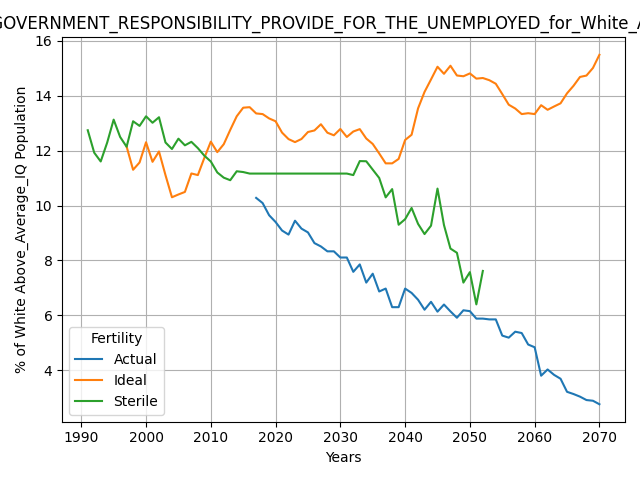 GOVERNMENT_RESPONSIBILITY_PROVIDE_FOR_THE_UNEMPLOYED_for_White_A
% of White Above_Average_IQ Population
16
14
12
10
8
6
4
Fertility
Actual
Ideal
Sterile
1990 2000 2010 2020 2030 2040 2050 2060 2070
Years